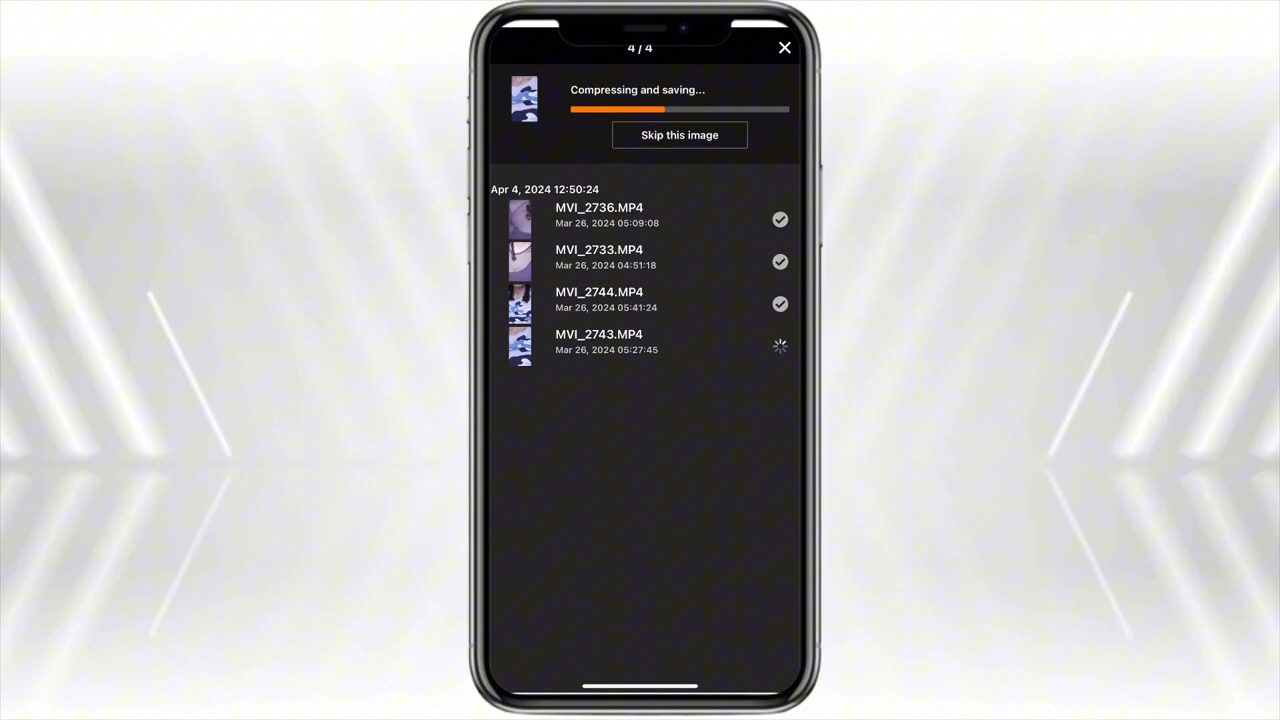 4 / 4
Compressing and saving...
Skip this image
Apr 4, 2024 12:50:24
MVI_2736.MP4
Mar 26, 2024 05:09:08
MVI_2733.MP4
Mar 26, 2024 04:51:18
MVI_2744.MP4
Mar 26, 2024 05:41:24
MVI_2743.MP4
Mar 26, 2024 05:27:45